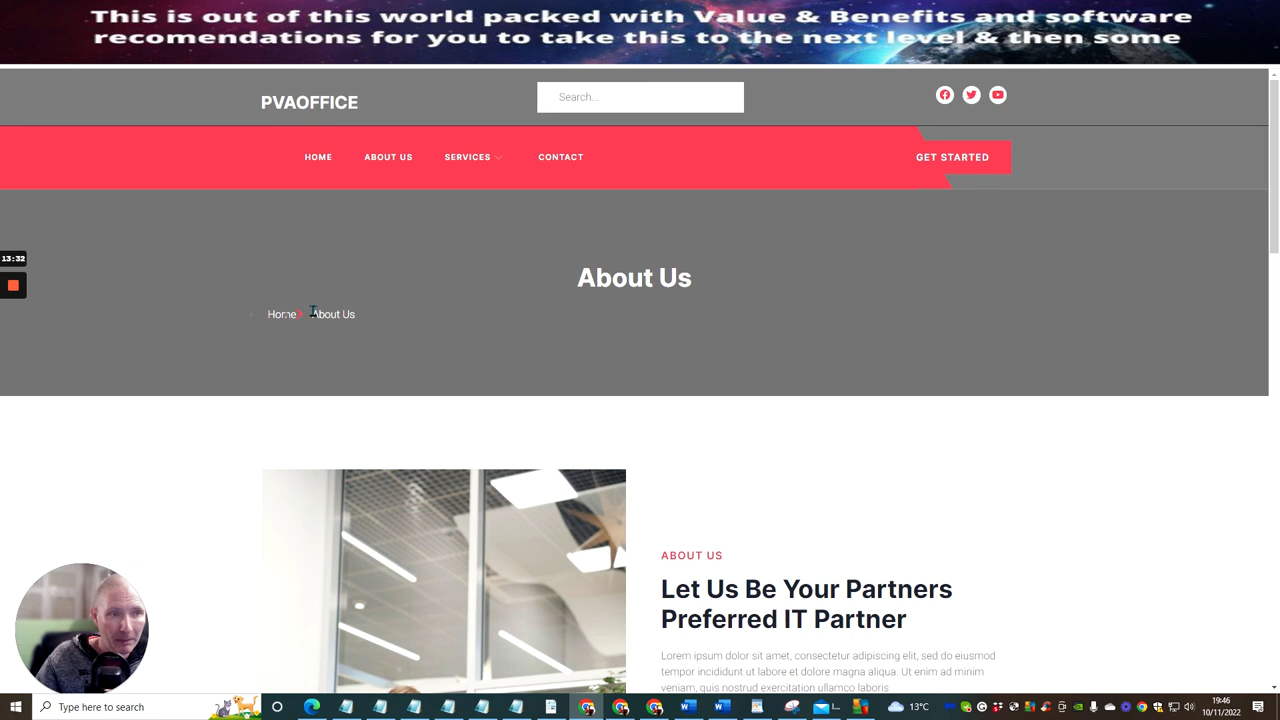 This is out of this world packed with Value & Benefits and software
recomendations for you to take this to the next level & then some
PVAOFFICE
Search...
HOME
ABOUT US
SERVICES
CONTACT
GET STARTED
13:32
About Us
Home
About Us
ABOUT US
Let Us Be Your Partners
Preferred IT Partner
Lorem ipsum dolor sit amet, consectetur adipiscing elit, sed do eiusmod
tempor incididunt ut labore et dolore magna aliqua. Ut enim ad minim
veniam, quis nostrud exercitation ullamco laboris
Type here to search
13°C
19:46
10/11/2022